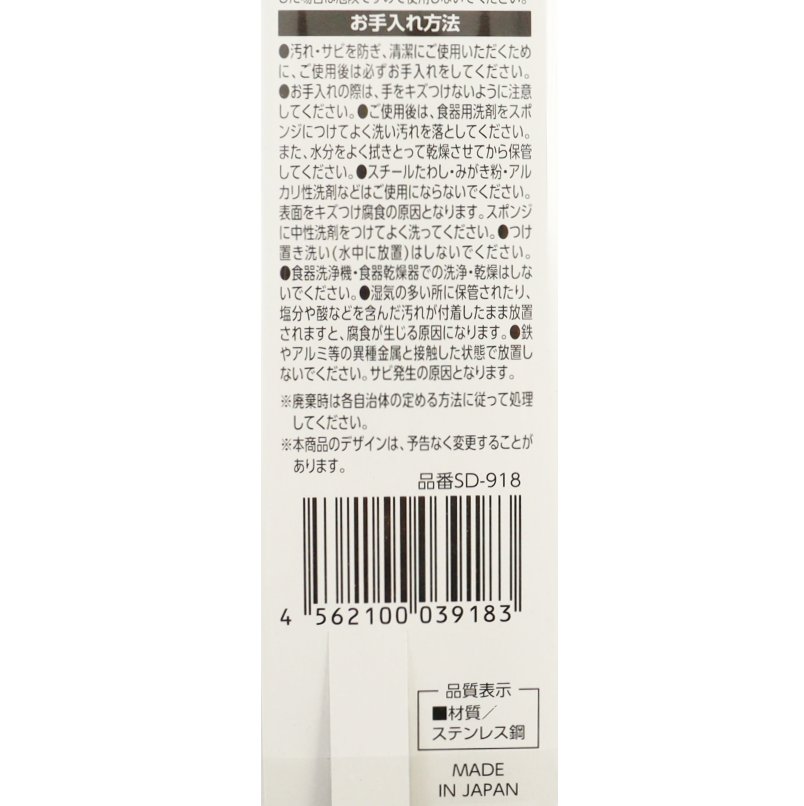 した場合は危険ですので使用しないでください。
お手入れ方法
●汚れ・サビを防ぎ、清潔にご使用いただくため
に、ご使用後は必ずお手入れをしてください。
●お手入れの際は、手をキズつけないように注意
してください。●ご使用後は、食器用洗剤をスポ
ンジにつけてよく洗い汚れを落としてください。
また、水分をよく拭きとって乾燥させてから保管
してください。●スチールたわし・みがき粉・アル
カリ性洗剤などはご使用にならないでください。
表面をキズつけ腐食の原因となります。スポンジ
に中性洗剤をつけてよく洗ってください。●つけ
置き洗い(水中に放置)はしないでください。
●食器洗浄機・食器乾燥器での洗浄・乾燥はしな
いでください。●湿気の多い所に保管されたり、
塩分や酸などを含んだ汚れが付着したまま放置
されますと、腐食が生じる原因になります。●鉄
やアルミ等の異種金属と接触した状態で放置し
ないでください。サビ発生の原因となります。
※廃棄時は各自治体の定める方法に従って処理
してください。
※本商品のデザインは、予告なく変更することが
あります。
品番SD-918
4 562100 039183
品質表示
■材質／
ステンレス鋼
MADE
IN JAPAN